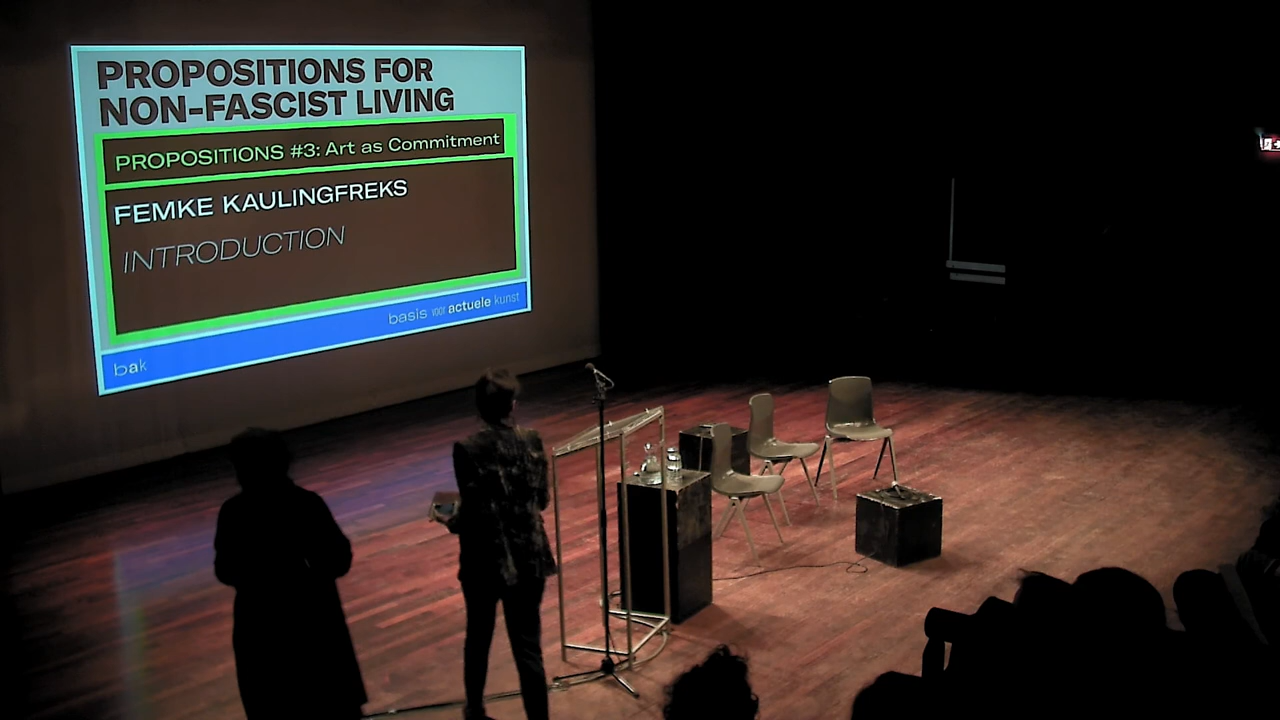 PROPOSITIONS FOR
NON-FASCIST LIVING
PROPOSITIONS #3: Art as Commitment
FEMKE KAULINGFREKS
INTRODUCTION
basis voor actuele kunst
bak